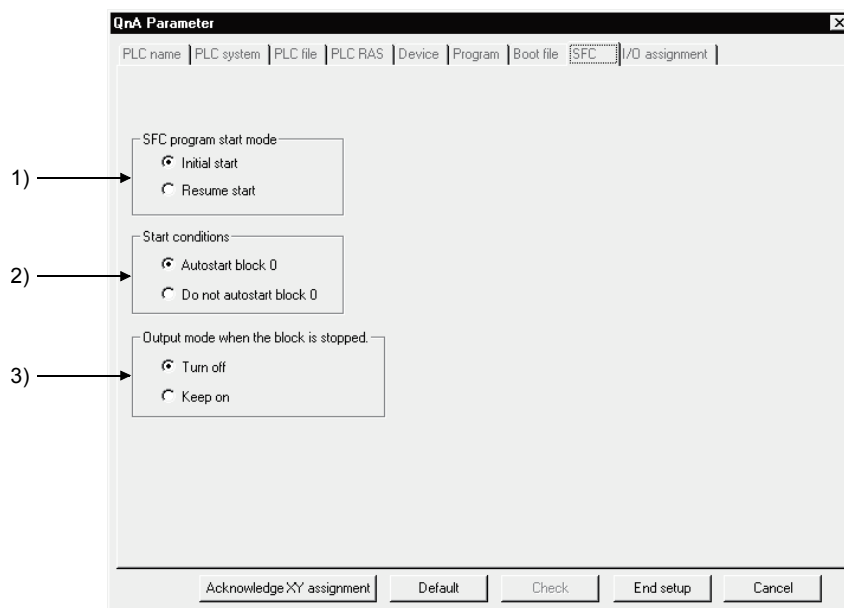 QnA Parameter
PLC name PLC system PLC file PLC RAS Device Program Boot file SFC I/O assignment
SFC program start mode
1)
Initial start
Resume start
Start conditions
2)
Autostart block 0
Do not autostart block 0
Output mode when the block is stopped.
3)
Turn off
Keep on
Acknowledge XY assignment Default Check End setup Cancel